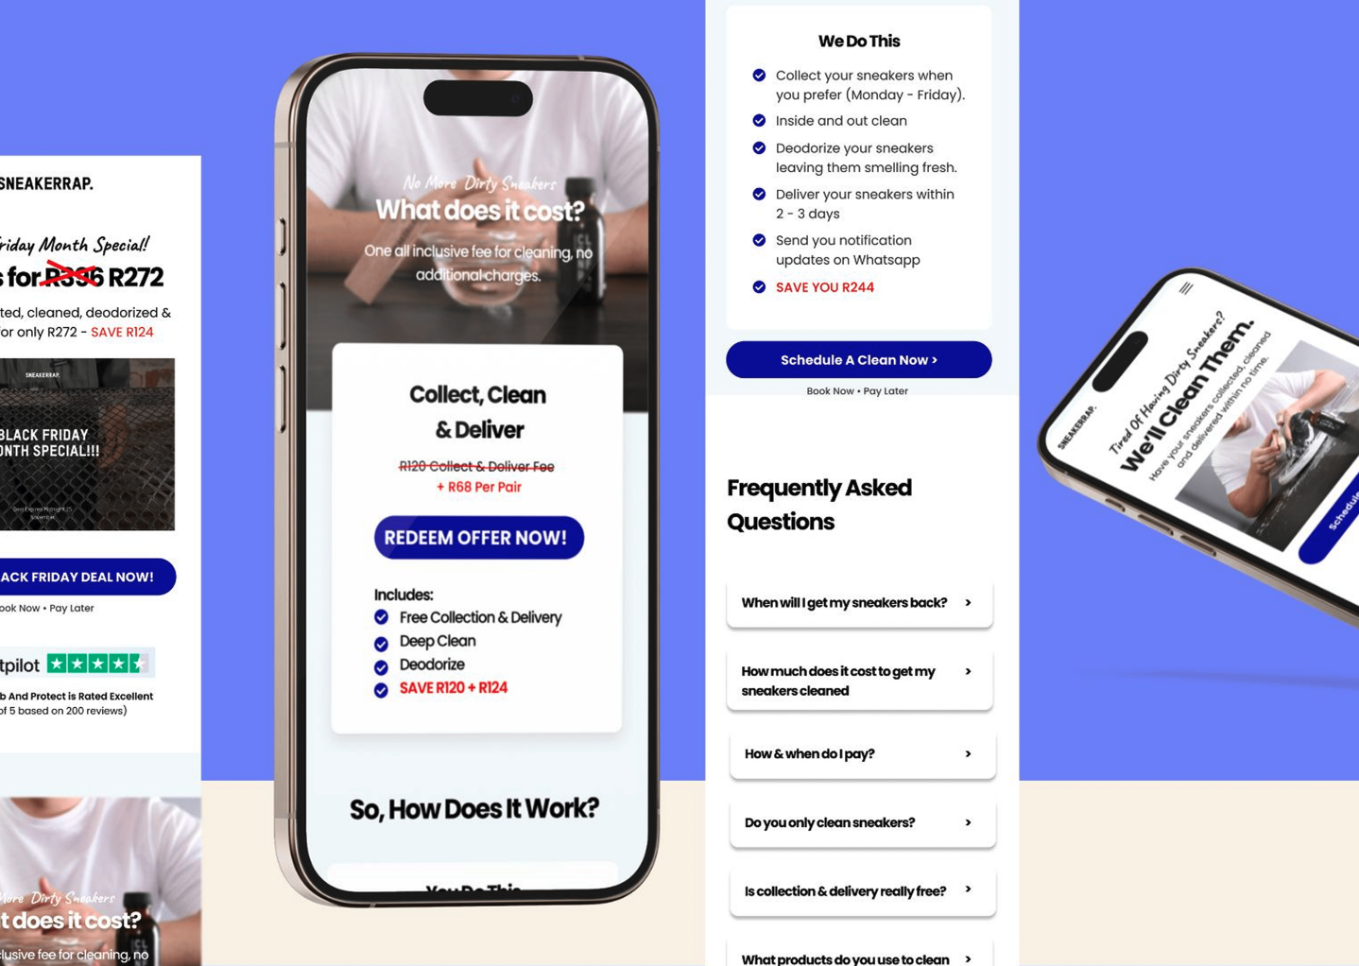 SNEAKERRAP.
riday Month Special!
s for R396 R272
ted, cleaned, deodorized &
or only R272 - SAVE R124
SNEAKERRAP.
BLACK FRIDAY
ONTH SPECIAL!!!
ACK FRIDAY DEAL NOW!
ook Now • Pay Later
tpilot
b And Protect is Rated Excellent
of 5 based on 200 reviews)
More Dirty Sneakers
t does it cost?
lusive fee for cleaning, no
No More Dirty Sneakers
What does it cost?
One all inclusive fee for cleaning, no
additional charges.
Collect, Clean
& Deliver
R120 Collect & Deliver Fee
+ R68 Per Pair
REDEEM OFFER NOW!
Includes:
Free Collection & Delivery
Deep Clean
Deodorize
SAVE R120 + R124
So, How Does It Work?
You Do This
We Do This
Collect your sneakers when
you prefer (Monday - Friday).
Inside and out clean
Deodorize your sneakers
leaving them smelling fresh.
Deliver your sneakers within
2 - 3 days
Send you notification
updates on Whatsapp
SAVE YOU R244
Schedule A Clean Now >
Book Now • Pay Later
Frequently Asked
Questions
When will I get my sneakers back? >
How much does it cost to get my >
sneakers cleaned
How & when do I pay? >
Do you only clean sneakers? >
Is collection & delivery really free? >
What products do you use to clean >
SNEAKERRAP.
Tired Of Having Dirty Sneakers?
We'll Clean Them.
Have your sneakers collected, cleaned
and delivered within no time.
Schedule